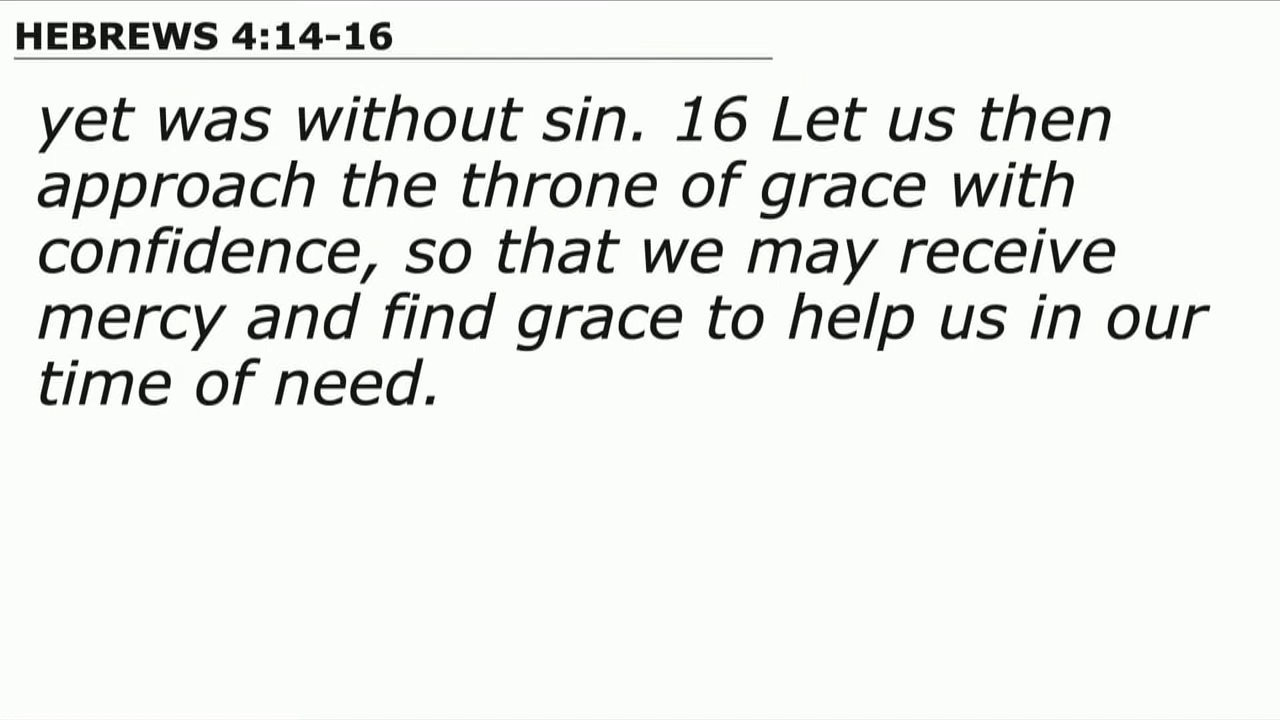 HEBREWS 4:14-16
yet was without sin. 16 Let us then
approach the throne of grace with
confidence, so that we may receive
mercy and find grace to help us in our
time of need.